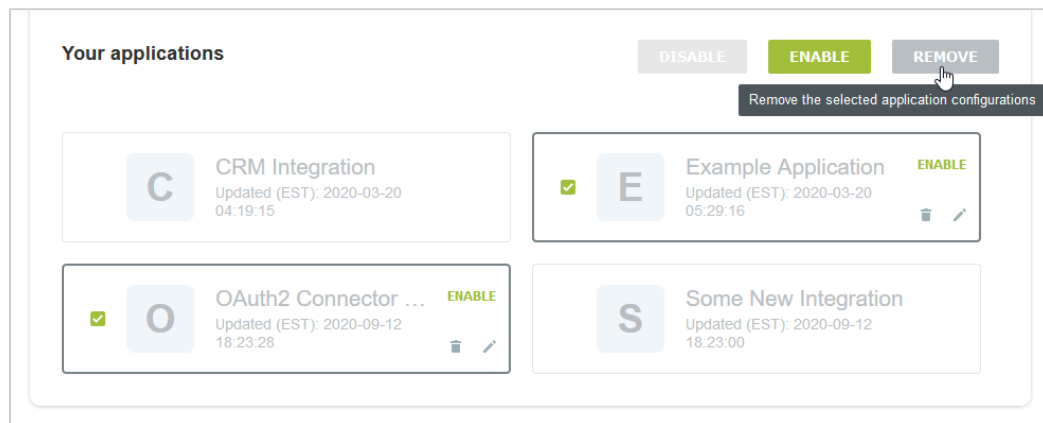 Your applications
DISABLE
ENABLE
REMOVE
Remove the selected application configurations
C
CRM Integration
Updated (EST): 2020-03-20
04:19:15
E
Example Application
ENABLE
Updated (EST): 2020-03-20
05:29:16
O
OAuth2 Connector ...
ENABLE
Updated (EST): 2020-09-12
18:23:28
S
Some New Integration
Updated (EST): 2020-09-12
18:23:00